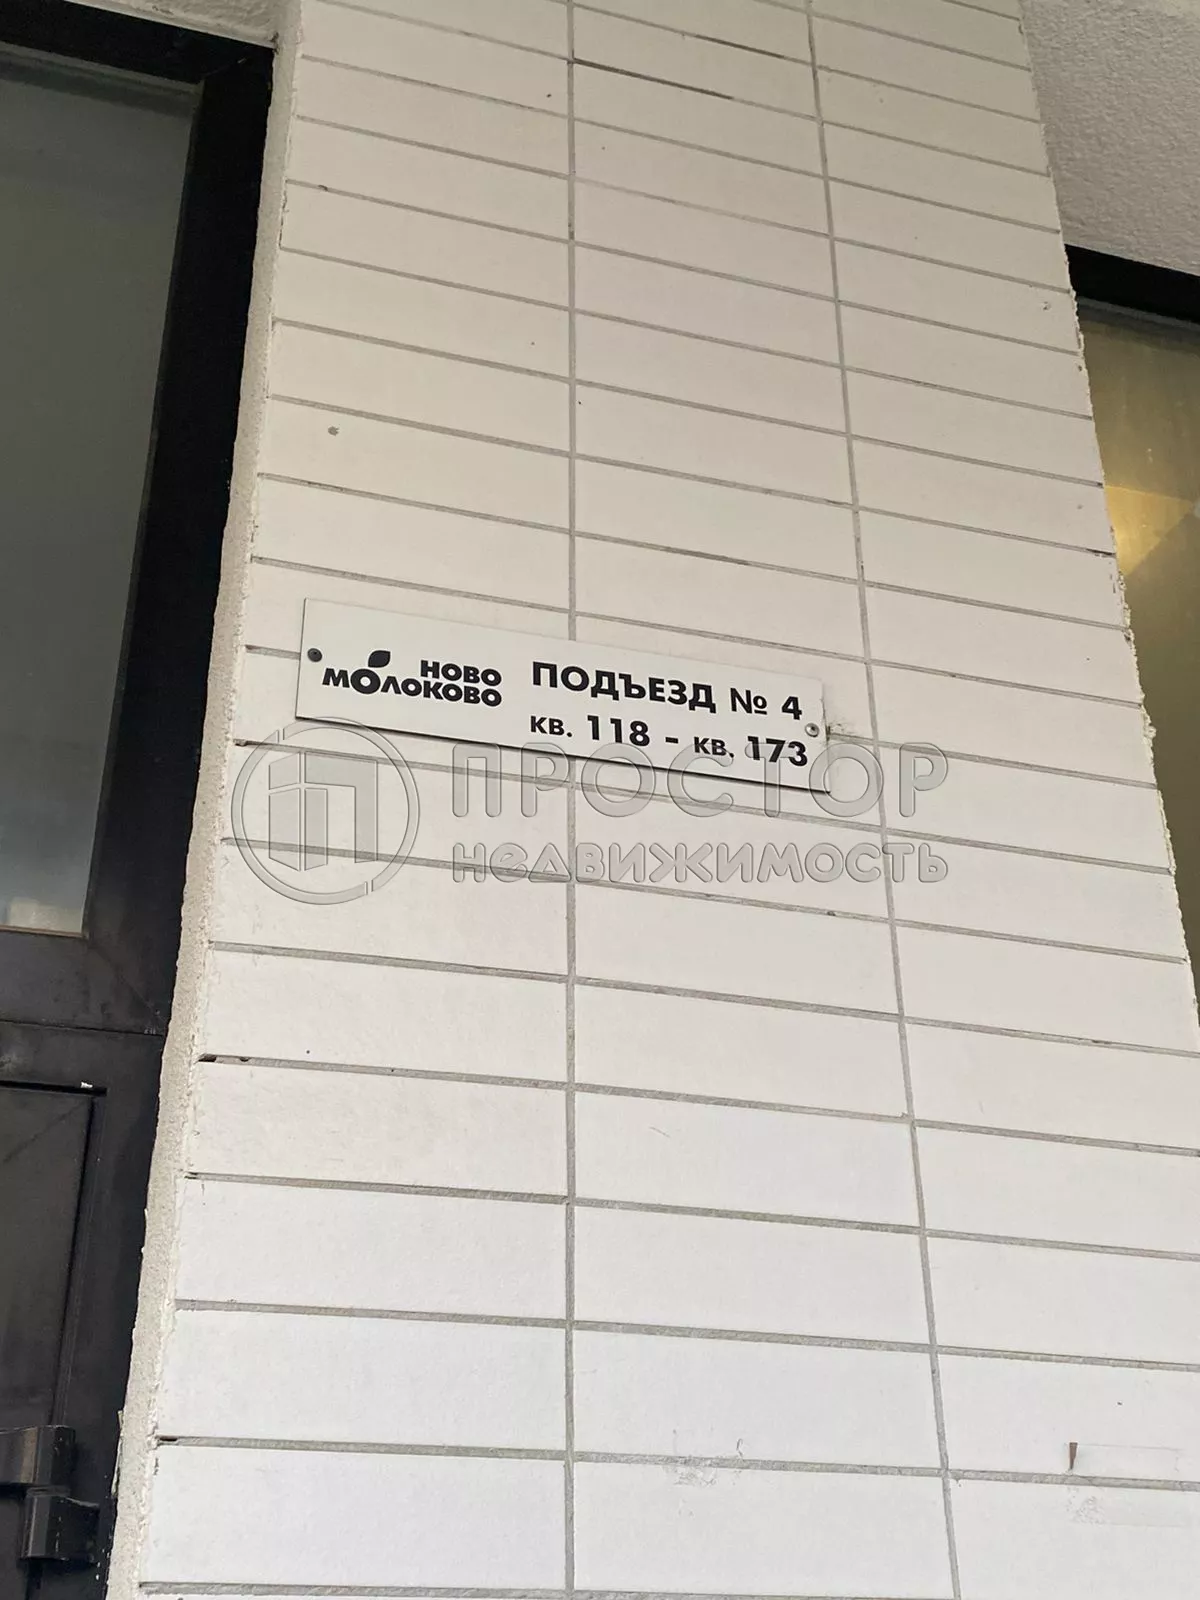 НОВО
МОЛОКОВО
ПОДЪЕЗД № 4
КВ. 118 - КВ. 173
ПРОСТОР
НЕДВИЖИМОСТЬ